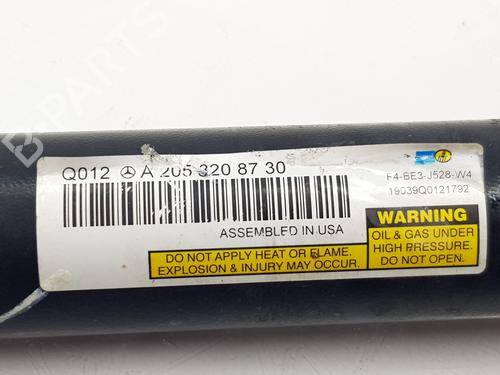 Q012 A 205 320 87 30
F4-BE3-J528-W4
19039Q0121792
ASSEMBLED IN USA
WARNING
OIL & GAS UNDER
HIGH PRESSURE.
DO NOT OPEN.
DO NOT APPLY HEAT OR FLAME.
EXPLOSION & INJURY MAY OCCUR.